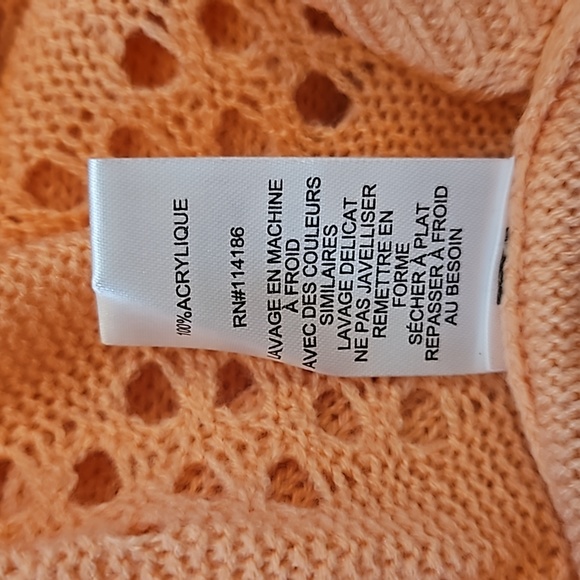 100%ACRYLIQUE
RN#114186
LAVAGE EN MACHINE
À FROID
AVEC DES COULEURS
SIMILAIRES
LAVAGE DELICAT
NE PAS JAVELLISER
REMETTRE EN
FORME
SÉCHER À PLAT
REPASSER A FROID
AU BESOIN